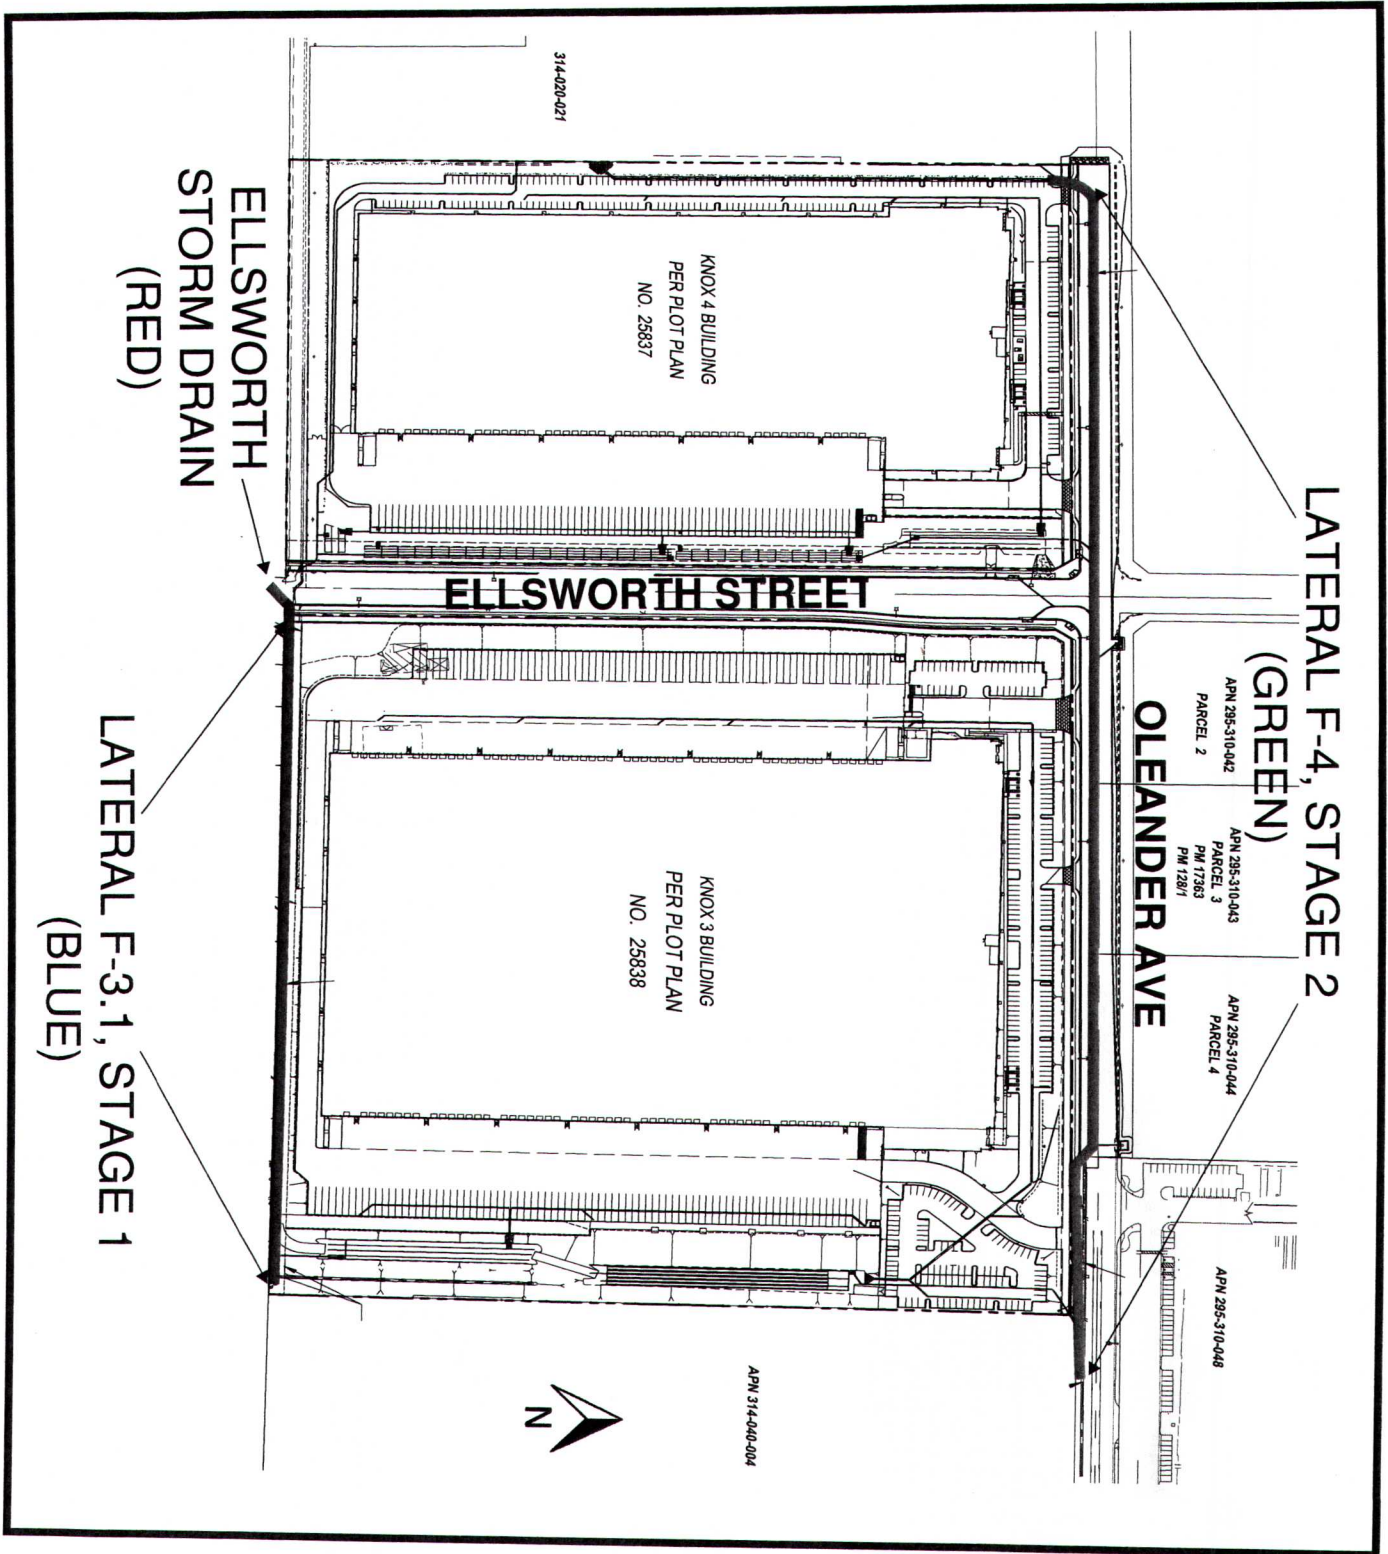 LATERAL F-4, STAGE 2
(GREEN)
APN 295-310-042
PARCEL 2
APN 295-310-043
PARCEL 3
PM 17363
PM 128/1
APN 295-310-044
PARCEL 4
APN 295-310-048
OLEANDER AVE
314-020-021
KNOX 4 BUILDING
PER PLOT PLAN
NO. 25837
ELLSWORTH STREET
KNOX 3 BUILDING
PER PLOT PLAN
NO. 25838
APN 314-040-004
N
ELLSWORTH
STORM DRAIN
(RED)
LATERAL F-3.1, STAGE 1
(BLUE)